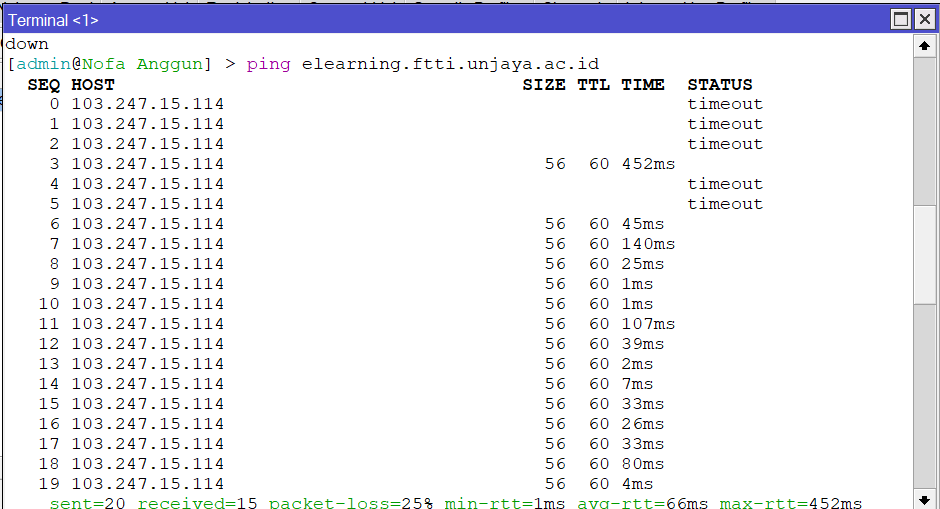 Terminal <1>
down
[admin@Nofa Anggun] > ping elearning.ftti.unjaya.ac.id
SEQ HOST SIZE TTL TIME STATUS
0 103.247.15.114 timeout
1 103.247.15.114 timeout
2 103.247.15.114 timeout
3 103.247.15.114 56 60 452ms
4 103.247.15.114 timeout
5 103.247.15.114 timeout
6 103.247.15.114 56 60 45ms
7 103.247.15.114 56 60 140ms
8 103.247.15.114 56 60 25ms
9 103.247.15.114 56 60 1ms
10 103.247.15.114 56 60 1ms
11 103.247.15.114 56 60 107ms
12 103.247.15.114 56 60 39ms
13 103.247.15.114 56 60 2ms
14 103.247.15.114 56 60 7ms
15 103.247.15.114 56 60 33ms
16 103.247.15.114 56 60 26ms
17 103.247.15.114 56 60 33ms
18 103.247.15.114 56 60 80ms
19 103.247.15.114 56 60 4ms
sent=20 received=15 packet-loss=25% min-rtt=1ms avg-rtt=66ms max-rtt=452ms